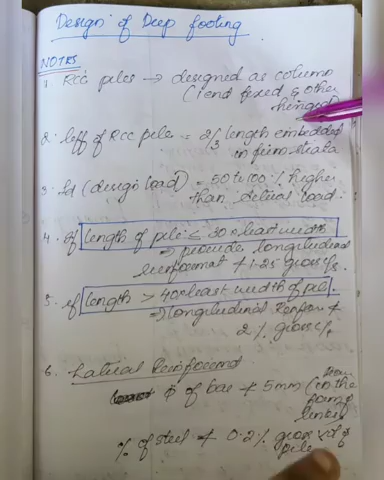 Design of Deep footing
NOTES
1 RCC piles → designed as column
(1 end fixed & other
hinged)
2. leff of RCC pile = 2/3 length embedded
in firm strata
3. Ld (design load) = 50 to 100 % higher
than actual load.
4. If length of pile ≤ 30 × least width
⇒ provide longitudinal
≮ 1.25 gross c/s.
5. if length > 40×least width of pile
⇒ longitudinal Reinfor ≮
2 % gross c/s
6. Lateral Reinforcement
ϕ of bar ≮ 5mm (in the
form of
links)
% of steel ≮ 0.2 % gross vol of
pile